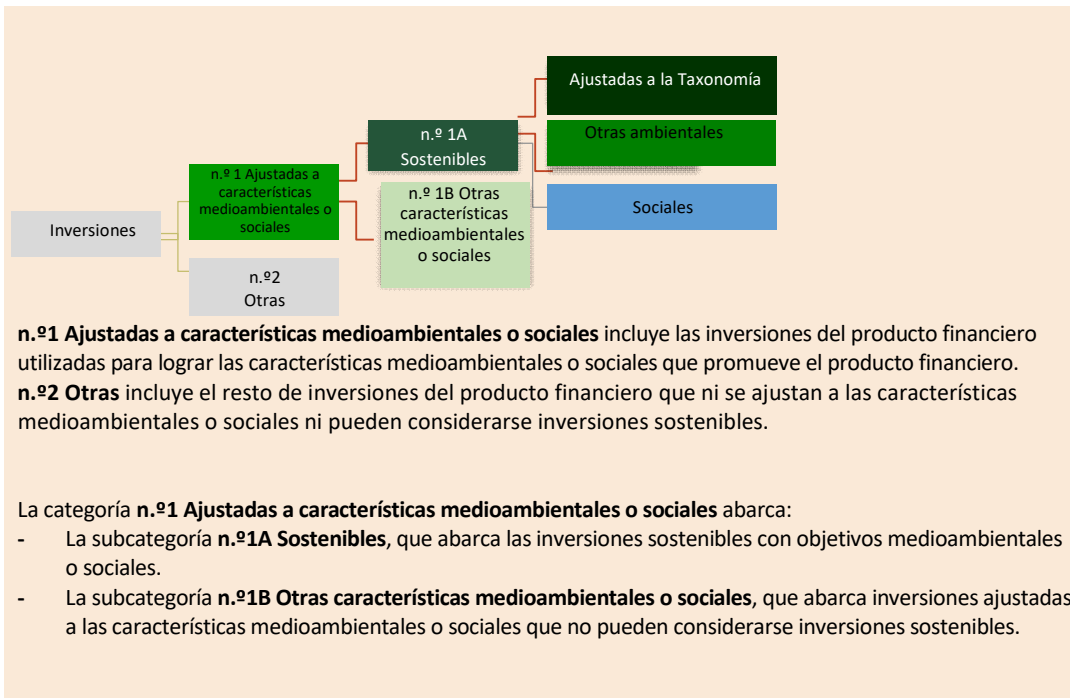 Ajustadas a la Taxonomía
n.º 1A
Sostenibles
Otras ambientales
n.º 1 Ajustadas a
características
medioambientales o
sociales
n.º 1B Otras
características
medioambientales
o sociales
Sociales
Inversiones
n.º2
Otras
n.º1 Ajustadas a características medioambientales o sociales incluye las inversiones del producto financiero
utilizadas para lograr las características medioambientales o sociales que promueve el producto financiero.
n.º2 Otras incluye el resto de inversiones del producto financiero que ni se ajustan a las características
medioambientales o sociales ni pueden considerarse inversiones sostenibles.
La categoría n.º1 Ajustadas a características medioambientales o sociales abarca:
- La subcategoría n.º1A Sostenibles, que abarca las inversiones sostenibles con objetivos medioambientales
o sociales.
- La subcategoría n.º1B Otras características medioambientales o sociales, que abarca inversiones ajustadas
a las características medioambientales o sociales que no pueden considerarse inversiones sostenibles.